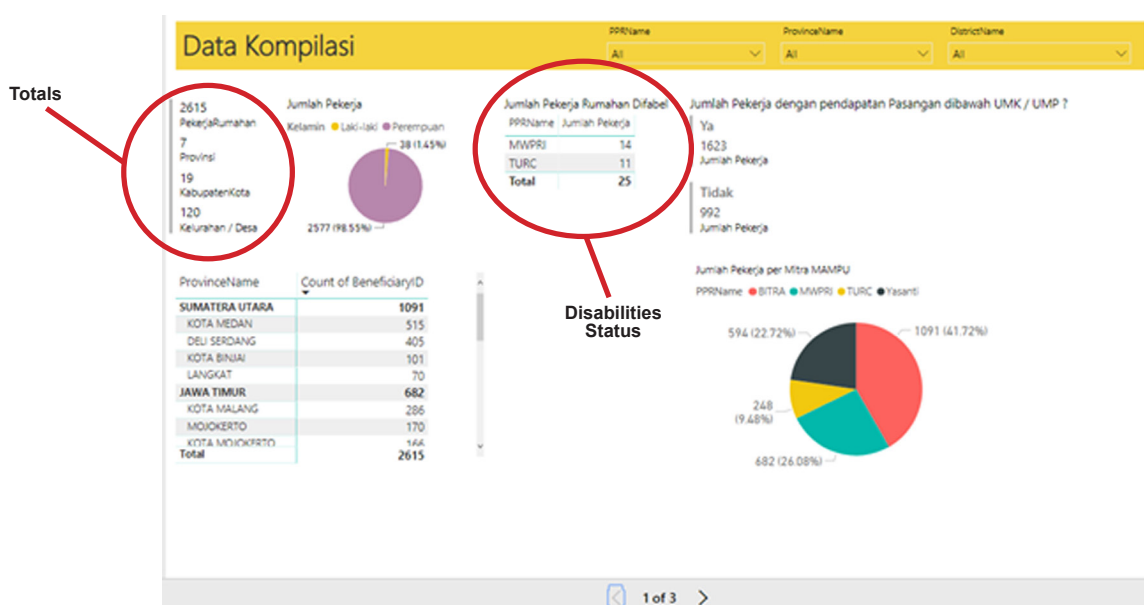 Data Kompilasi
PPRName
All
ProvinceName
All
DistrictName
All
Totals
2615
PekerjaRumahan
7
Provinsi
19
KabupatenKota
120
Kelurahan / Desa
Jumlah Pekerja
Kelamin Laki-laki Perempuan
38 (1.45%)
2577 (98.55%)
Jumlah Pekerja Rumahan Difabel
PPRName Jumlah Pekerja
MWPRI 14
TURC 11
Total 25
Disabilities
Status
Jumlah Pekerja dengan pendapatan Pasangan dibawah UMK / UMP ?
Ya
1623
Jumlah Pekerja
Tidak
992
Jumlah Pekerja
ProvinceName Count of BeneficiaryID
SUMATERA UTARA 1091
KOTA MEDAN 515
DELI SERDANG 405
KOTA BINJAI 101
LANGKAT 70
JAWA TIMUR 682
KOTA MALANG 286
MOJOKERTO 170
KOTA MOJOKERTO 166
Total 2615
Jumlah Pekerja per Mitra MAMPU
PPRName BITRA MWPRI TURC Yasanti
594 (22.72%)
1091 (41.72%)
248
(9.48%)
682 (26.08%)
1 of 3